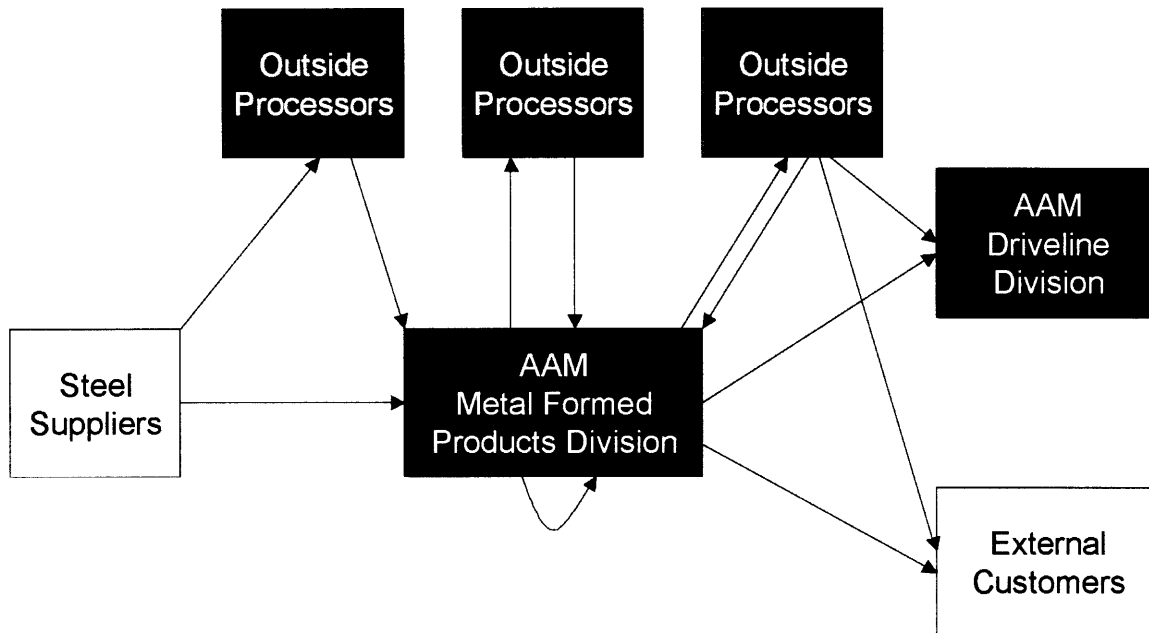 Outside
Processors
Outside
Processors
Outside
Processors
AAM
Driveline
Division
Steel
Suppliers
AAM
Metal Formed
Products Division
External
Customers